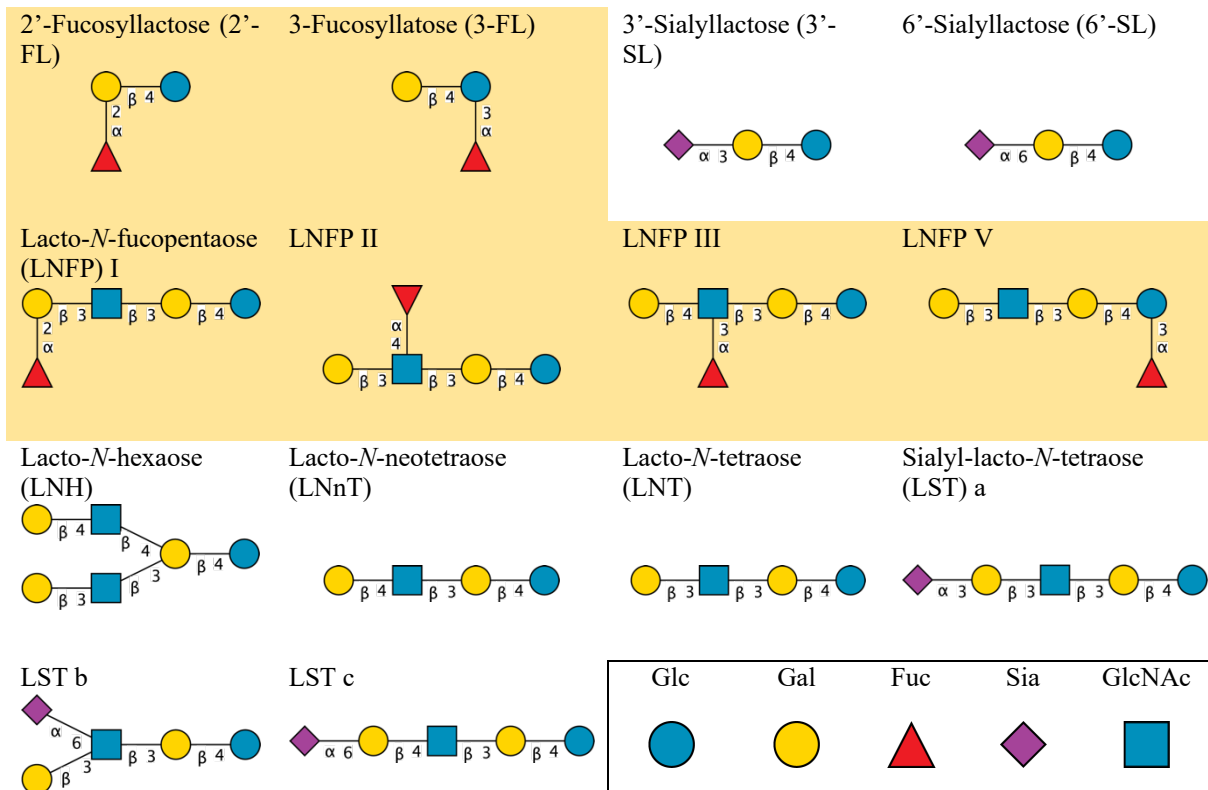 2’-Fucosyllactose (2’-
FL)
3-Fucosyllatose (3-FL)
3’-Sialyllactose (3’-
SL)
6’-Sialyllactose (6’-SL)
β 4
2
α
β 4
3
α
α 3 β 4
α 6 β 4
Lacto-N-fucopentaose
(LNFP) I
LNFP II
LNFP III
LNFP V
β 3 β 3 β 4
2
α
α
4
β 3 β 3 β 4
β 4 β 3 β 4
3
α
β 3 β 3 β 4
3
α
Lacto-N-hexaose
(LNH)
Lacto-N-neotetraose
(LNnT)
Lacto-N-tetraose
(LNT)
Sialyl-lacto-N-tetraose
(LST) a
β 4 β 4 β 4
β 3 β 3
β 4 β 3 β 4
β 3 β 3 β 4
α 3 β 3 β 3 β 4
LST b
LST c
α 6
β 3 β 3 β 4
α 6 β 4 β 3 β 4
Glc Gal Fuc Sia GlcNAc